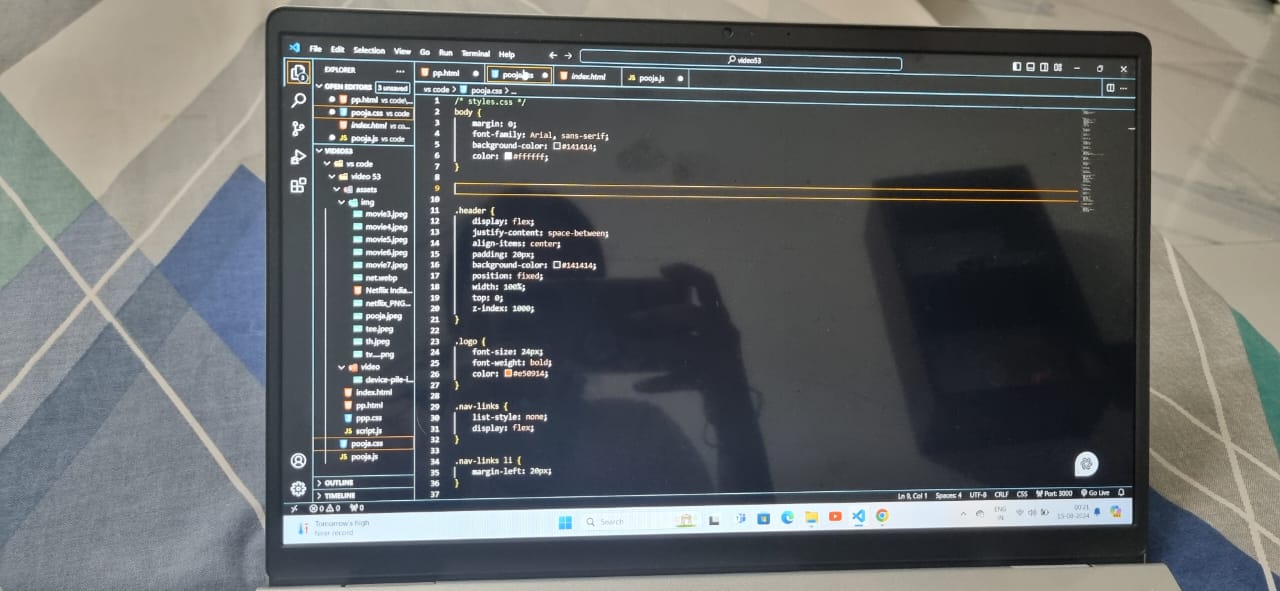 File Edit Selection View Go Run Terminal Help
video53
EXPLORER
OPEN EDITORS 3 unsaved
pp.html vs code\...
pooja.css vs code
index.html vs co...
pooja.js vs code
VIDEO53
vs code
video 53
assets
img
movie3.jpeg
movie4.jpeg
movie5.jpeg
movie6.jpeg
movie7.jpeg
net.webp
Netflix India...
netflix_PNG...
pooja.jpeg
tee.jpeg
th.jpeg
tv_...png
video
device-pile-i...
index.html
pp.html
ppp.css
script.js
pooja.css
pooja.js
OUTLINE
TIMELINE
pp.html
pooja.css
index.html
JS pooja.js
vs code > pooja.css > ...
1 /* styles.css */
2 body {
3 margin: 0;
4 font-family: Arial, sans-serif;
5 background-color: #141414;
6 color: #ffffff;
7 }
8
9
10
11 .header {
12 display: flex;
13 justify-content: space-between;
14 align-items: center;
15 padding: 20px;
16 background-color: #141414;
17 position: fixed;
18 width: 100%;
19 top: 0;
20 z-index: 1000;
21 }
22
23 .logo {
24 font-size: 24px;
25 font-weight: bold;
26 color: #e50914;
27 }
28
29 .nav-links {
30 list-style: none;
31 display: flex;
32 }
33
34 .nav-links li {
35 margin-left: 20px;
36 }
37
0 0 0
Ln 9, Col 1 Spaces: 4 UTF-8 CRLF CSS Port: 3000 Go Live
Tomorrow's high
Near record
Search
ENG
IN
00:21
15-08-2024